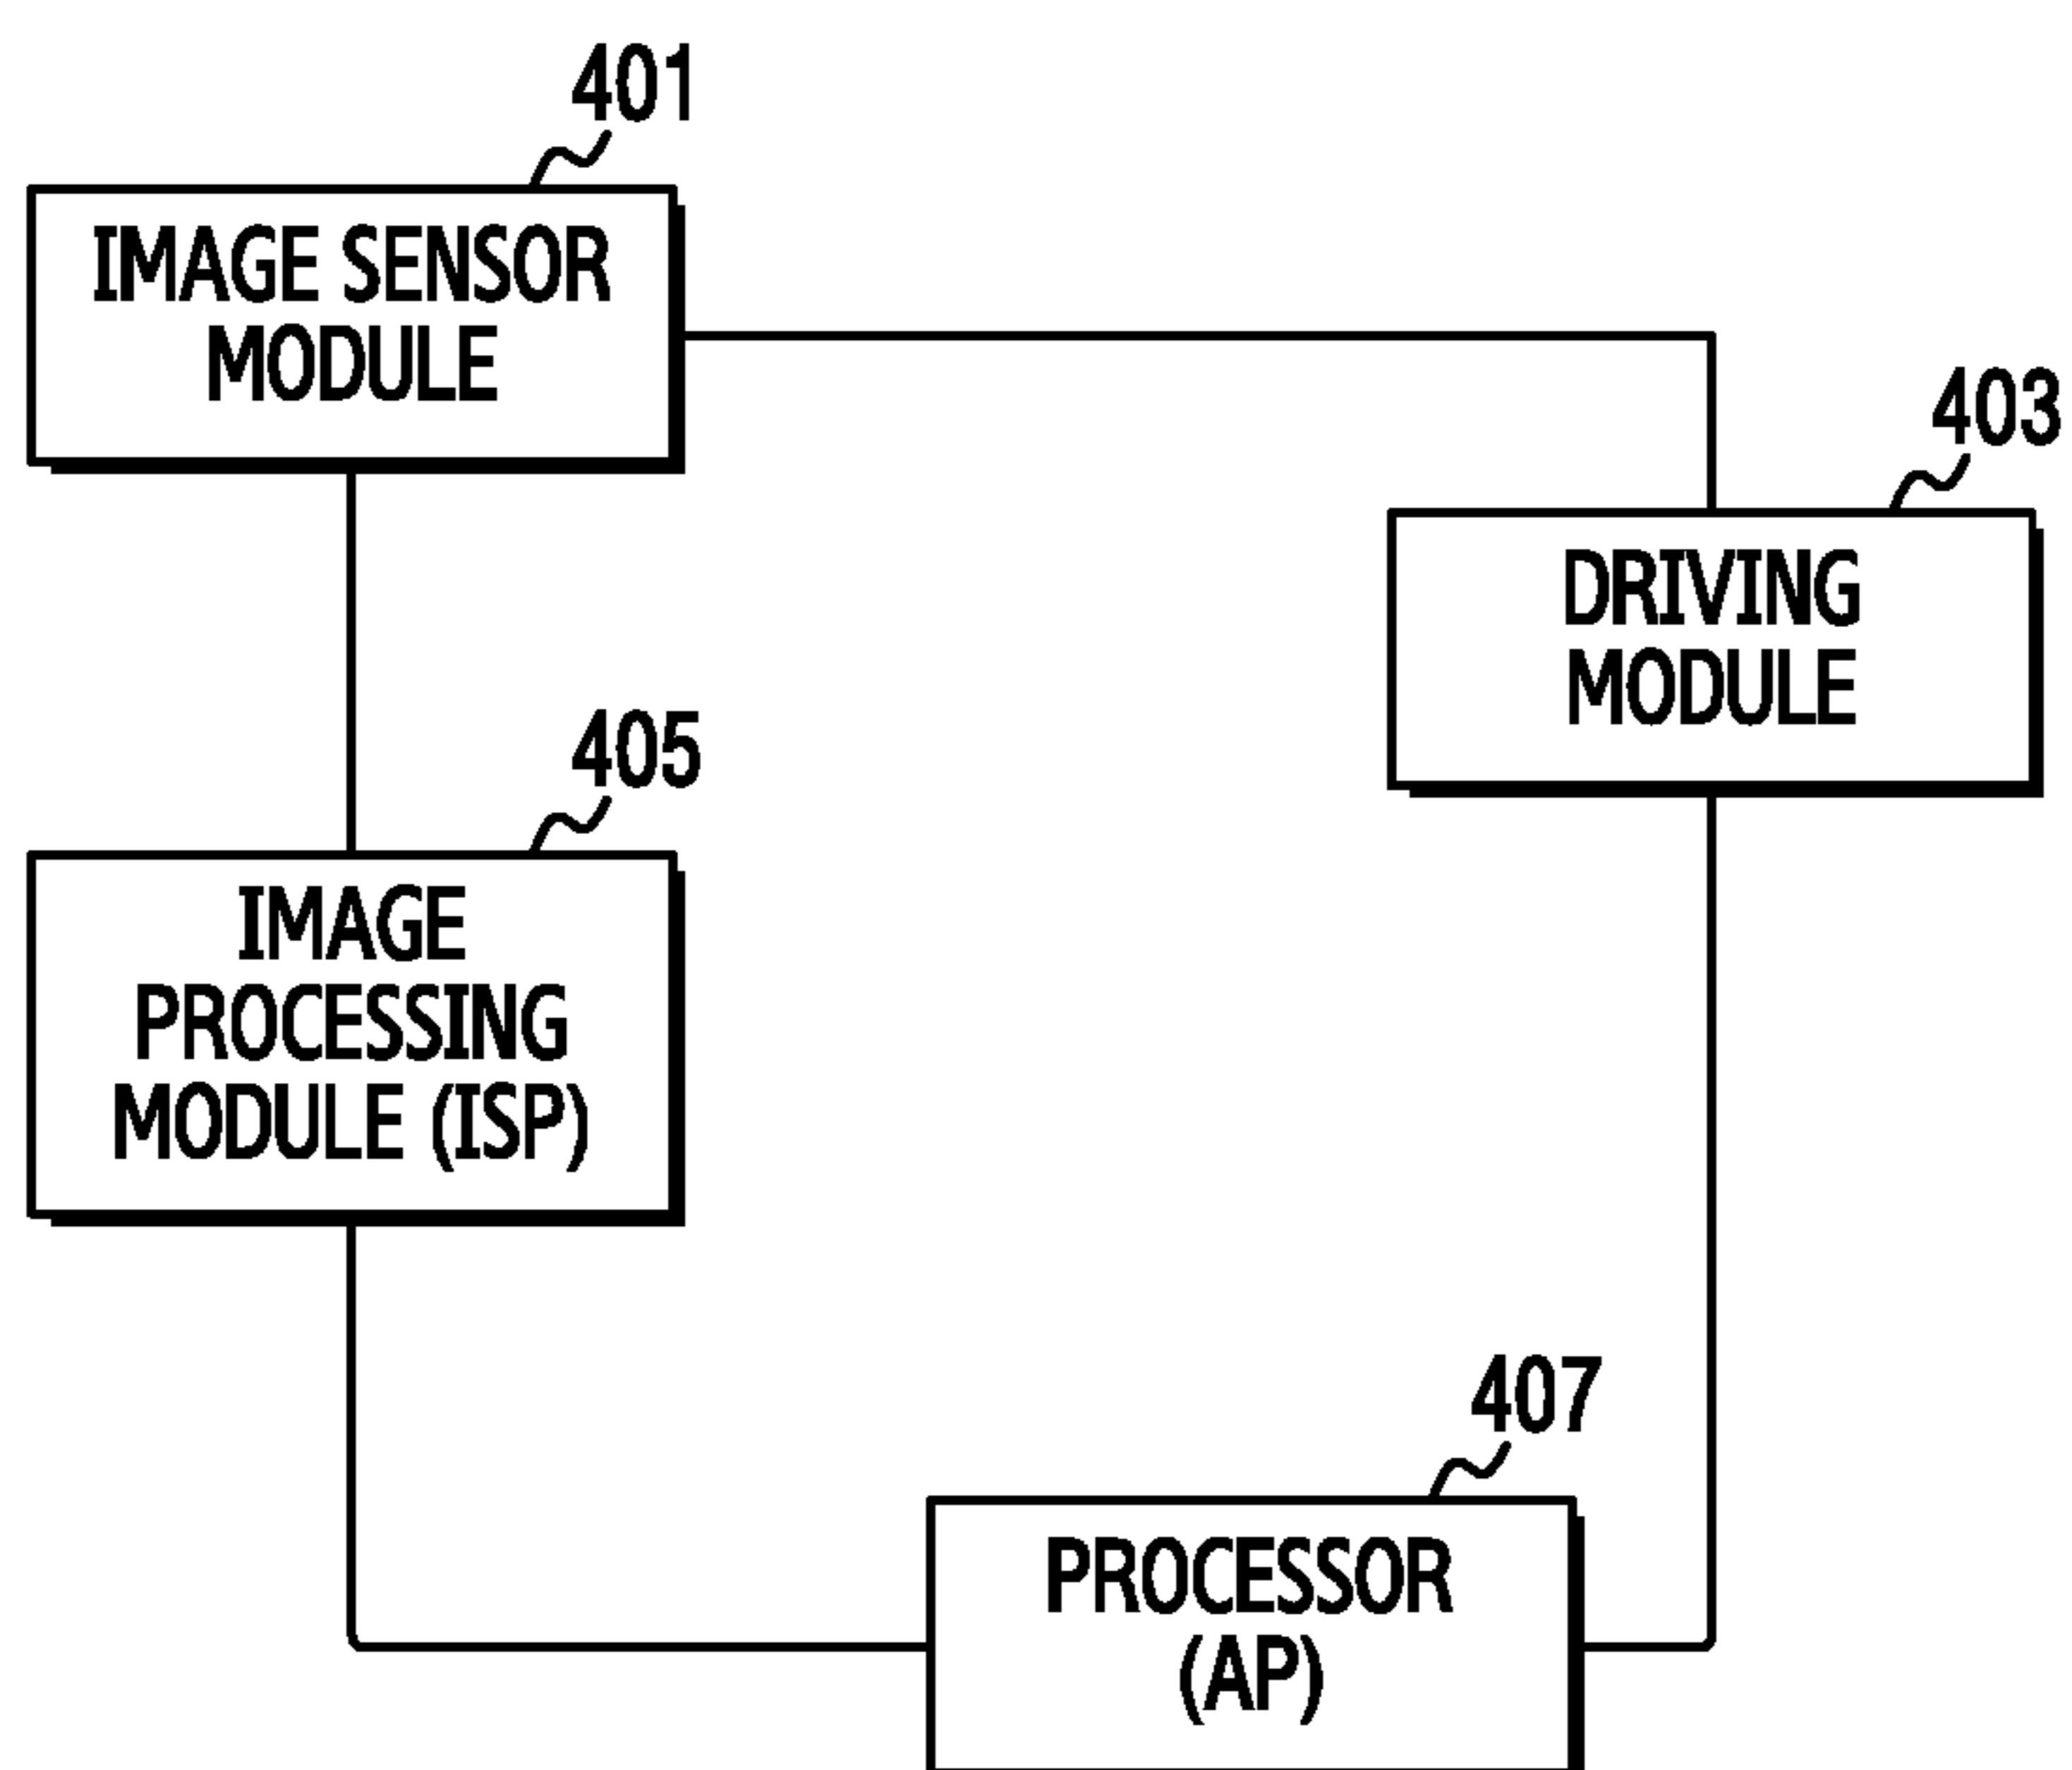 401
IMAGE SENSOR
MODULE
403
DRIVING
MODULE
405
IMAGE
PROCESSING
MODULE (ISP)
407
PROCESSOR
(AP)